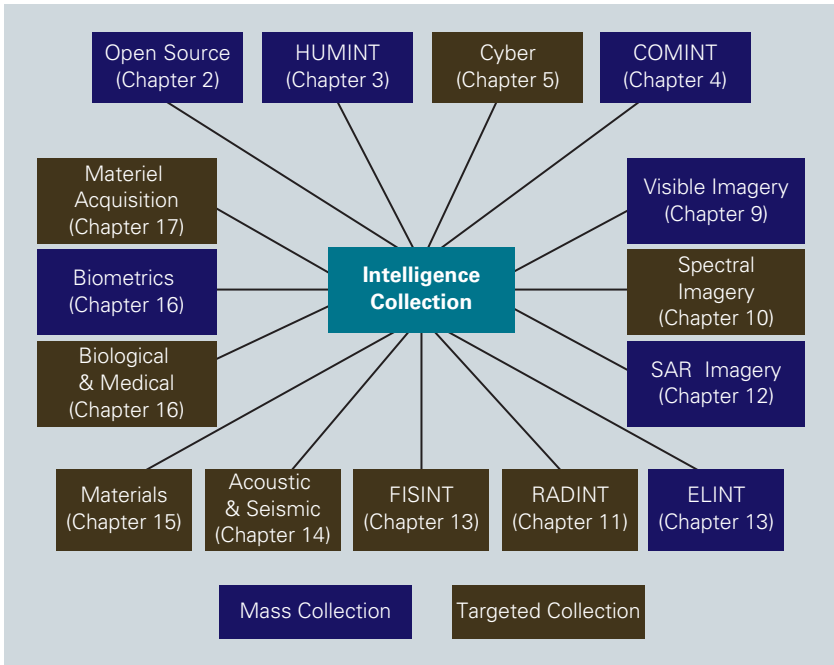 Open Source
(Chapter 2)
HUMINT
(Chapter 3)
Cyber
(Chapter 5)
COMINT
(Chapter 4)
Materiel
Acquisition
(Chapter 17)
Visible Imagery
(Chapter 9)
Biometrics
(Chapter 16)
Intelligence
Collection
Spectral
Imagery
(Chapter 10)
Biological
& Medical
(Chapter 16)
SAR Imagery
(Chapter 12)
Materials
(Chapter 15)
Acoustic
& Seismic
(Chapter 14)
FISINT
(Chapter 13)
RADINT
(Chapter 11)
ELINT
(Chapter 13)
Mass Collection
Targeted Collection